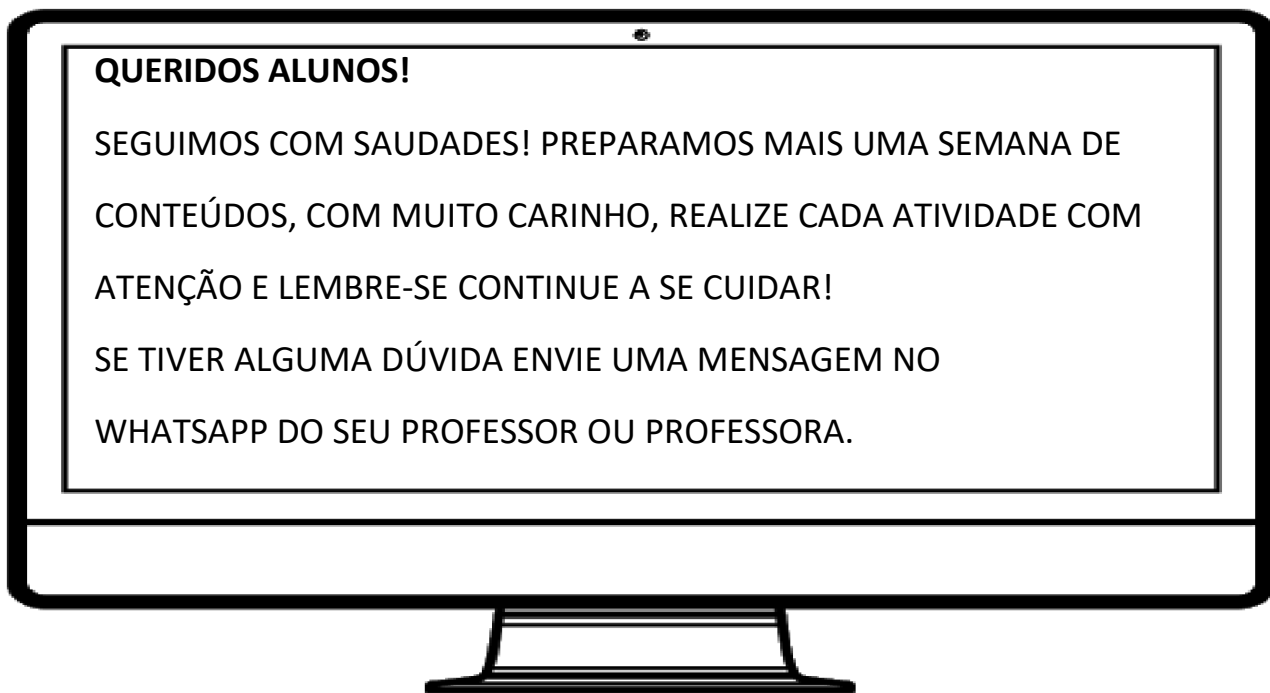 QUERIDOS ALUNOS!
SEGUIMOS COM SAUDADES! PREPARAMOS MAIS UMA SEMANA DE
CONTEÚDOS, COM MUITO CARINHO, REALIZE CADA ATIVIDADE COM
ATENÇÃO E LEMBRE-SE CONTINUE A SE CUIDAR!
SE TIVER ALGUMA DÚVIDA ENVIE UMA MENSAGEM NO
WHATSAPP DO SEU PROFESSOR OU PROFESSORA.